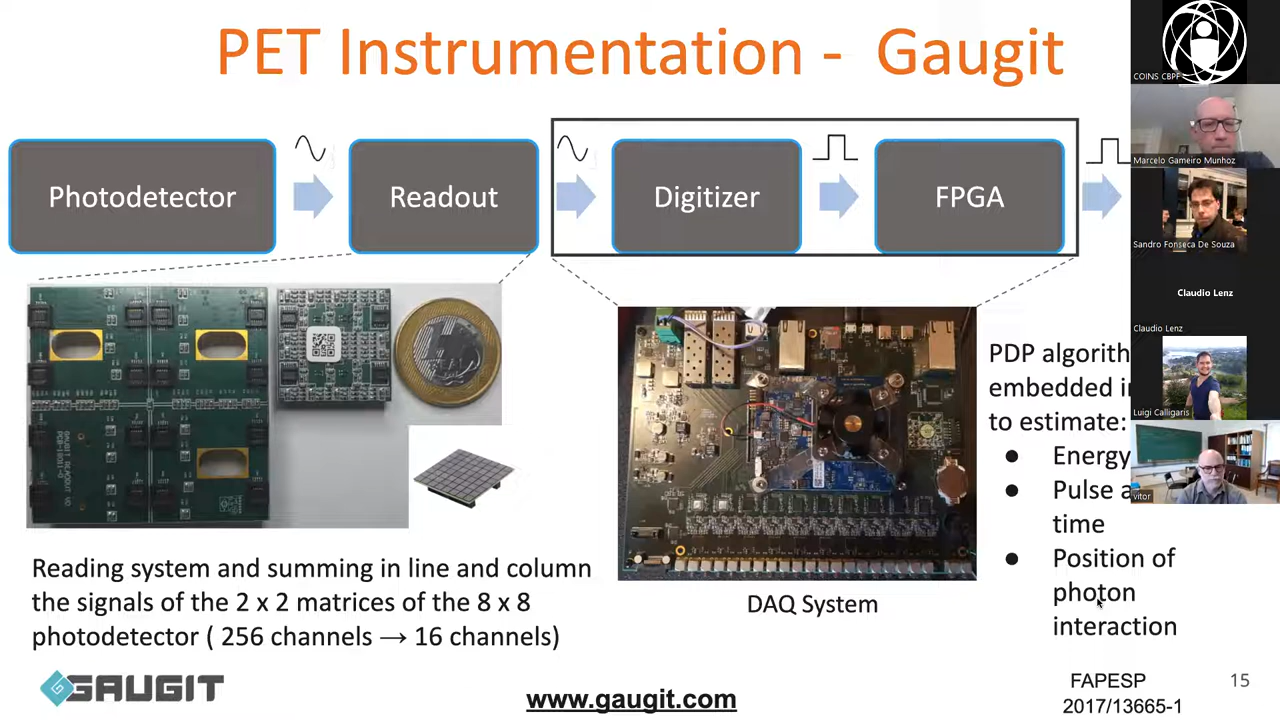 PET Instrumentation - Gaugit
Photodetector
Readout
Digitizer
FPGA
COINS CBPF
Marcelo Gameiro Munhoz
Sandro Fonseca De Souza
Claudio Lenz
Claudio Lenz
Luigi Calligaris
vitor
PDP algorith
embedded i
to estimate:
● Energy
● Pulse a
time
● Position of
photon
interaction
DAQ System
Reading system and summing in line and column
the signals of the 2 x 2 matrices of the 8 x 8
photodetector ( 256 channels → 16 channels)
GAUGIT
www.gaugit.com
FAPESP
2017/13665-1
15